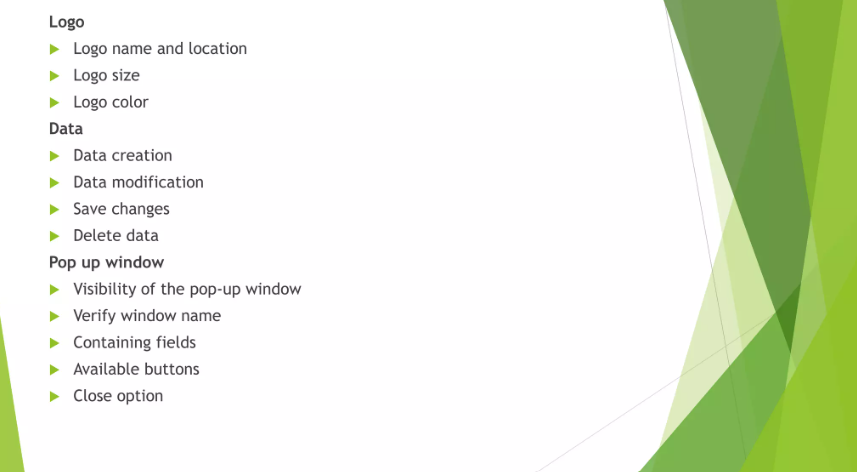 Logo
Logo name and location
Logo size
Logo color
Data
Data creation
Data modification
Save changes
Delete data
Pop up window
Visibility of the pop-up window
Verify window name
Containing fields
Available buttons
Close option